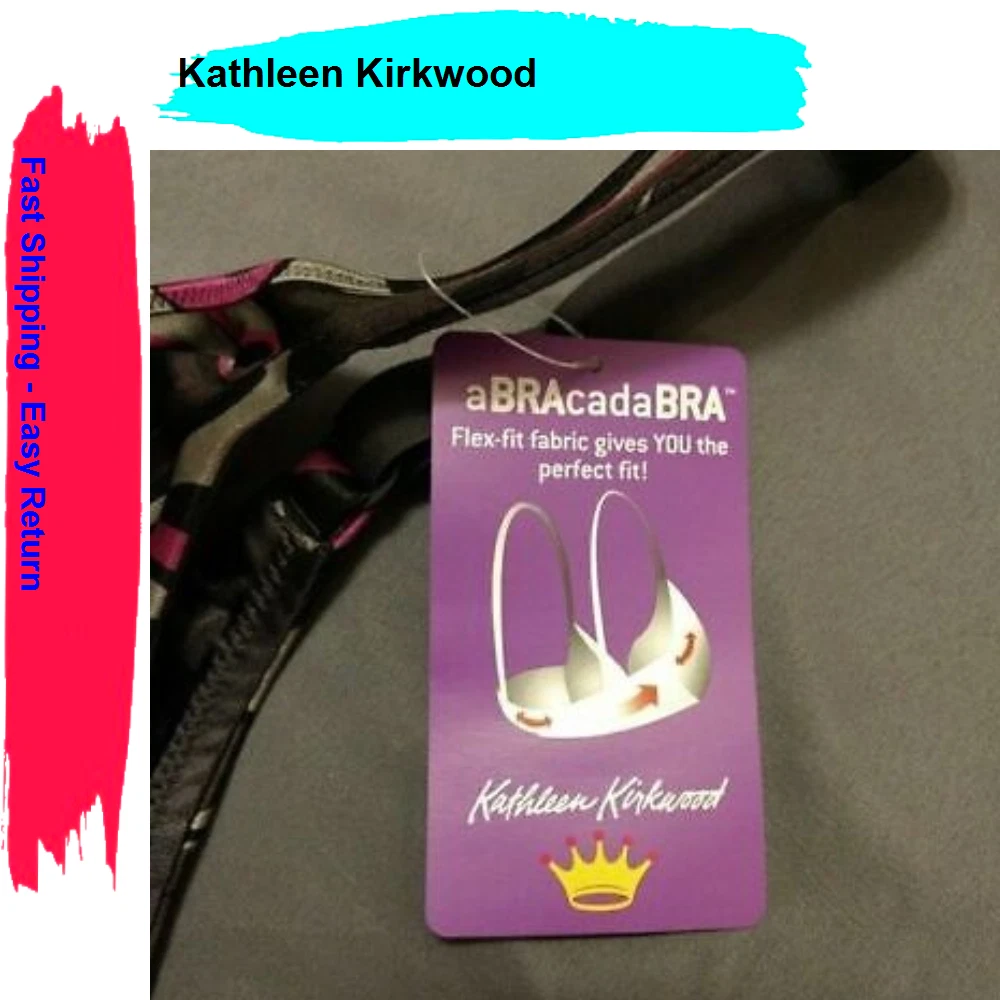 Kathleen Kirkwood
Fast Shipping - Easy Return
aBRAcadaBRA™
Flex-fit fabric gives YOU the
perfect fit!
Kathleen Kirkwood